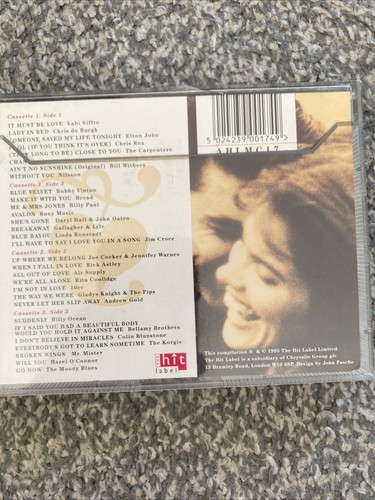 Cassette 1. Side 1
IT MUST BE LOVE Labi Siffre
LADY IN RED Chris de Burgh
SOMEONE SAVED MY LIFE TONIGHT Elton John
FOOL (IF YOU THINK IT'S OVER) Chris Rea
(THEY LONG TO BE) CLOSE TO YOU The Carpenters
AIN'T NO SUNSHINE (Original) Bill Withers
WITHOUT YOU Nilsson
Cassette 1. Side 2
BLUE VELVET Bobby Vinton
MAKE IT WITH YOU Bread
ME & MRS JONES Billy Paul
AVALON Roxy Music
SHE'S GONE Daryl Hall & John Oates
BREAKAWAY Gallagher & Lyle
BLUE BAYOU Linda Ronstadt
I'LL HAVE TO SAY I LOVE YOU IN A SONG Jim Croce
Cassette 2. Side 1
UP WHERE WE BELONG Joe Cocker & Jennifer Warnes
WHEN I FALL IN LOVE Rick Astley
ALL OUT OF LOVE Air Supply
WE'RE ALL ALONE Rita Coolidge
I'M NOT IN LOVE 10cc
THE WAY WE WERE Gladys Knight & The Pips
NEVER LET HER SLIP AWAY Andrew Gold
Cassette 2. Side 2
SUDDENLY Billy Ocean
IF I SAID YOU HAD A BEAUTIFUL BODY
WOULD YOU HOLD IT AGAINST ME Bellamy Brothers
I DON'T BELIEVE IN MIRACLES Colin Blunstone
EVERYBODY'S GOT TO LEARN SOMETIME The Korgis
BROKEN WINGS Mr. Mister
WILL YOU Hazel O'Connor
GO NOW The Moody Blues
the hit label
5 024239 001749
AHLMC17
This compilation ℗ & © 1993 The Hit Label Limited
The Hit Label is a subsidiary of Chrysalis Group plc
13 Bramley Road, London W10 6SP. Design by John Pasche